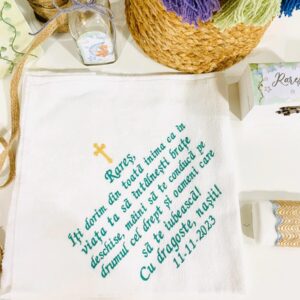 Rareș,
Iți dorim din toată inima ca în
viața ta să întâlnești brațe
deschise, mâini să te conducă pe
drumul cel drept și oameni care
să te iubească!
Cu dragoste, nașii!
11-11-2023